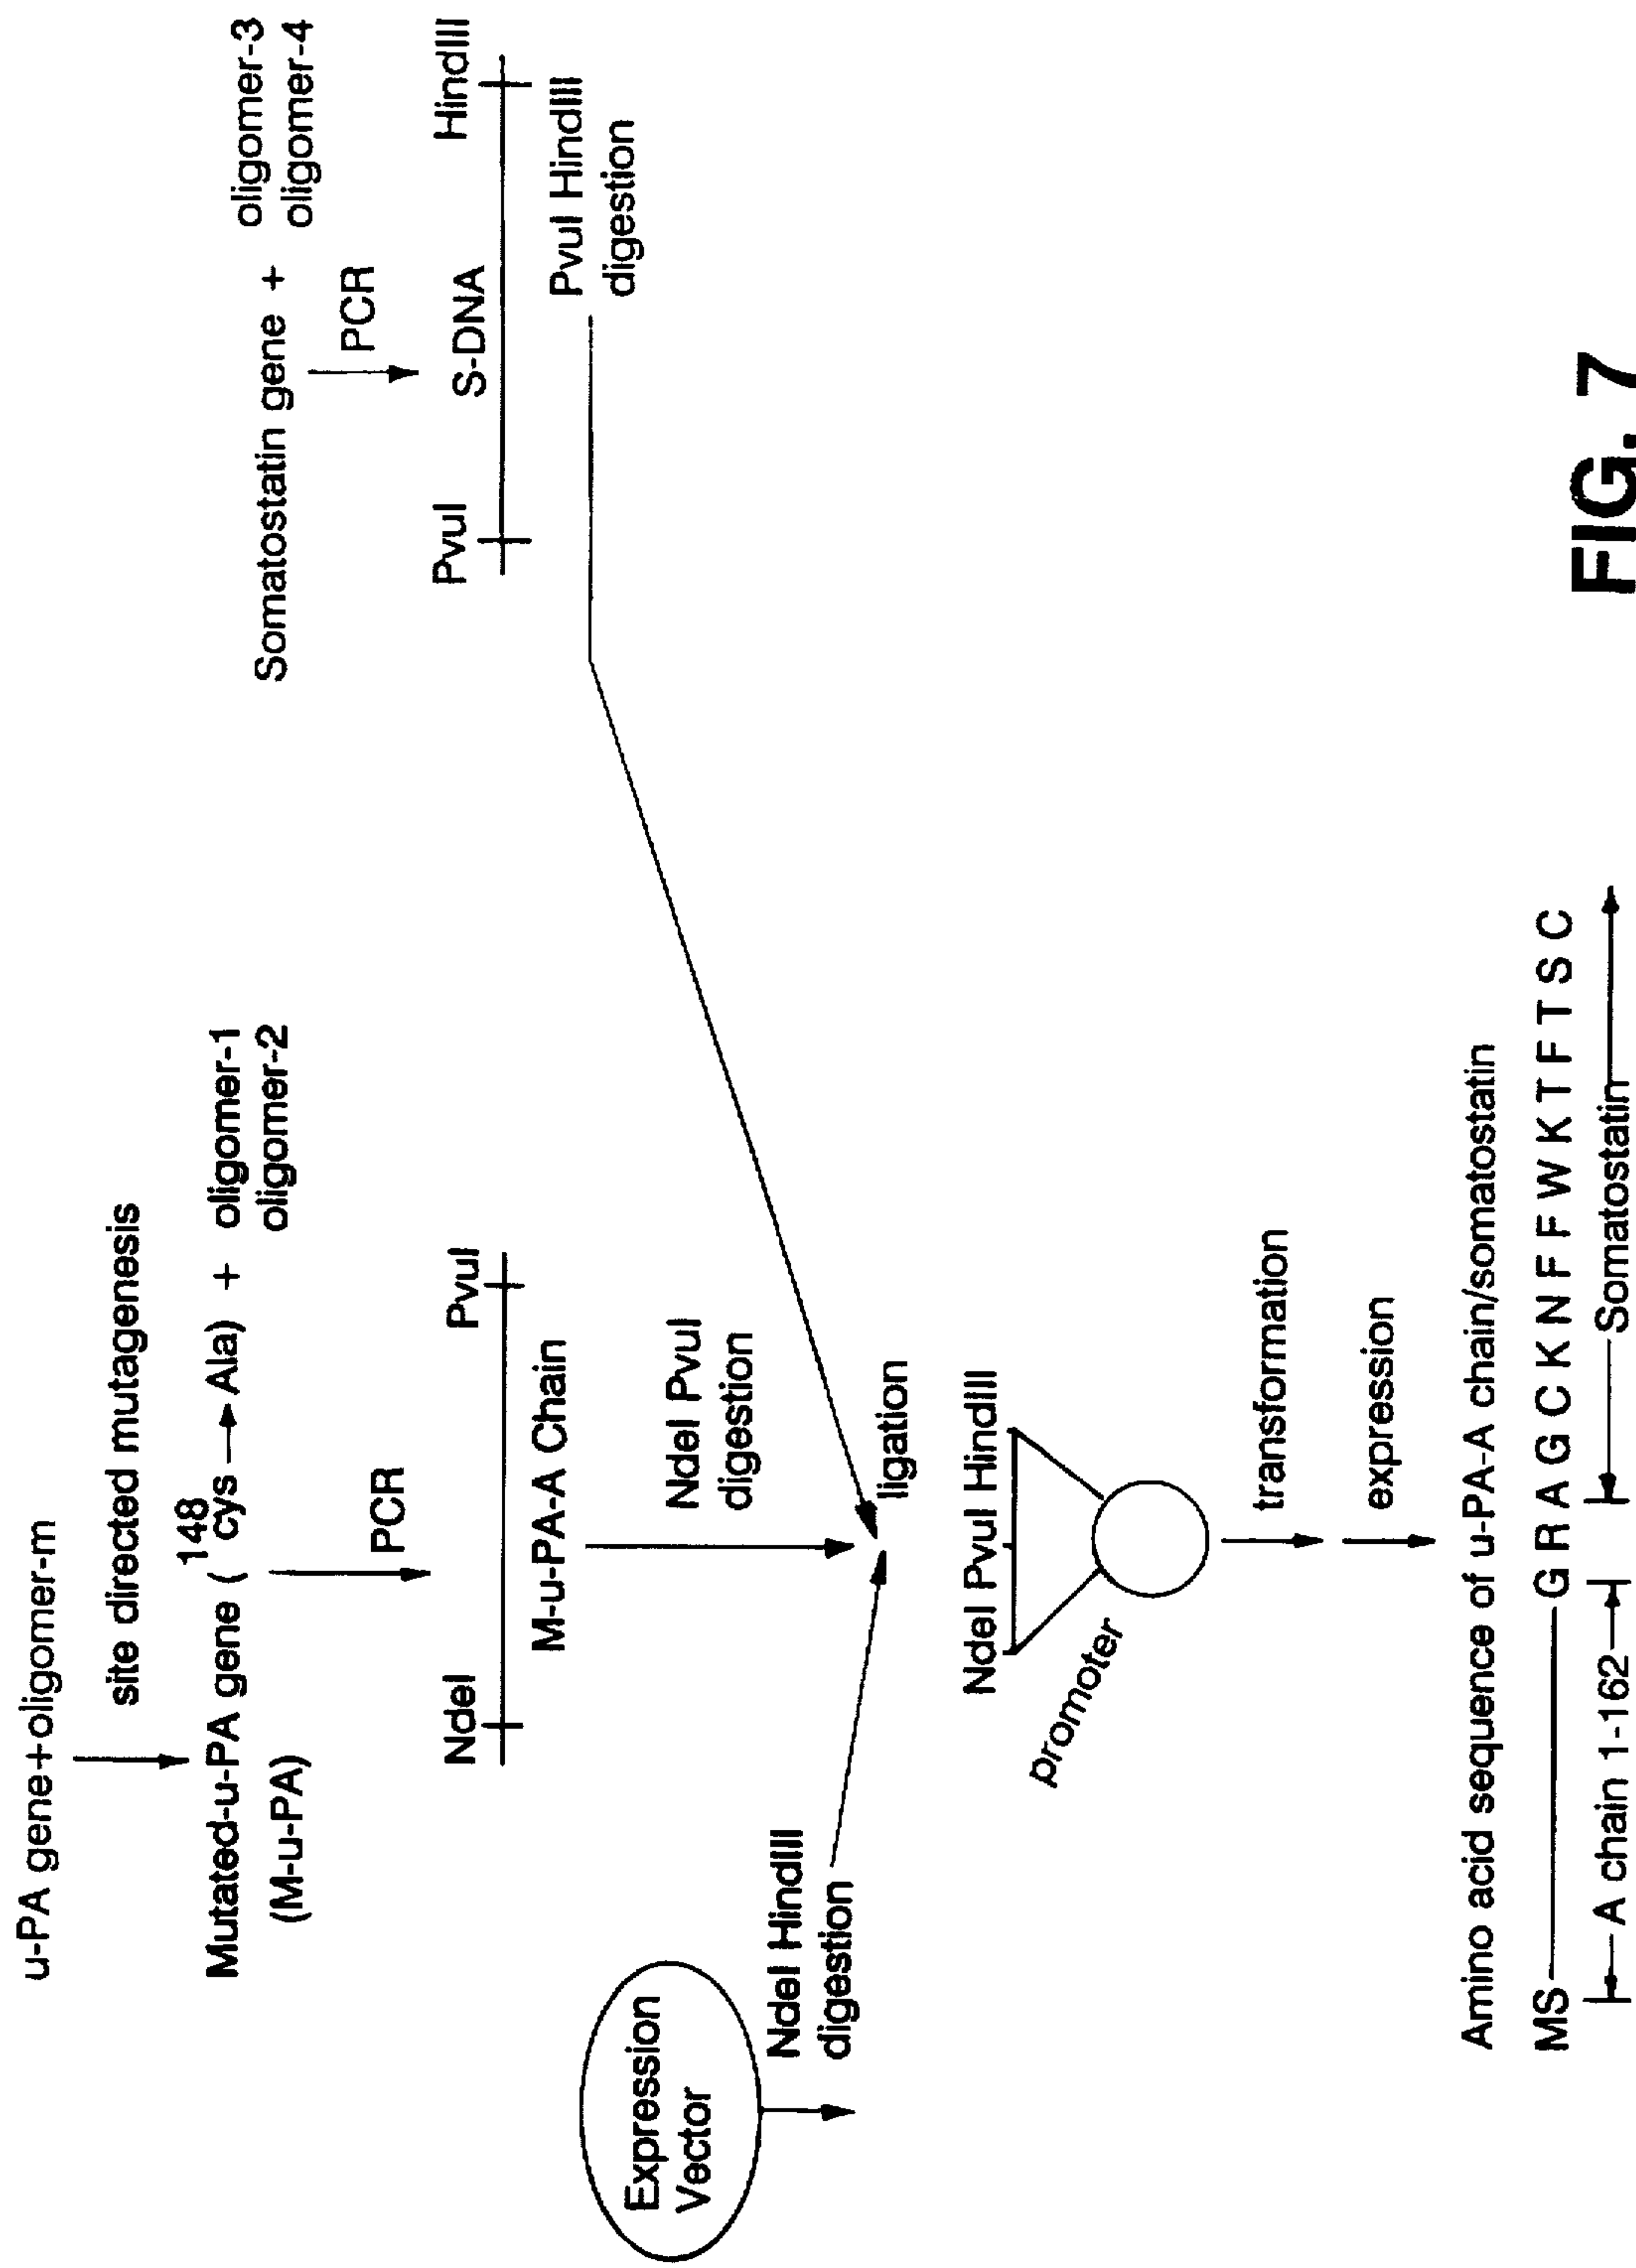 u-PA gene+oligomer-m
site directed mutagenesis
Mutated-u-PA gene ( 148 cys → Ala) + oligomer-1
oligomer-2
(M-u-PA)
PCR
NdeI PvuI
M-u-PA-A Chain
NdeI PvuI
digestion
Somatostatin gene + oligomer-3
oligomer-4
PCR
PvuI S-DNA HindIII
PvuI HindIII
digestion
Expression
Vector
NdeI HindIII
digestion
ligation
NdeI PvuI HindIII
promoter
transformation
expression
Amino acid sequence of u-PA-A chain/somatostatin
MS G R A G C K N F F W K T F T S C
A chain 1-162 Somatostatin
FIG. 7